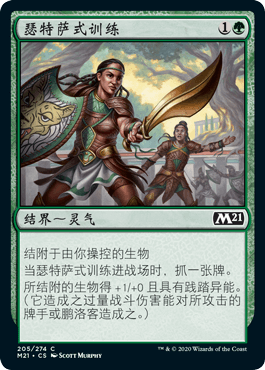 瑟特萨式训练 1
结界～灵气 M21
结附于由你操控的生物
当瑟特萨式训练进战场时，抓一张牌。
所结附的生物得+1/+0且具有践踏异能。
（它造成之过量战斗伤害能对所攻击的
牌手或鹏洛客造成之。）
205/274 C
M21 • CS SCOTT MURPHY
™ & © 2020 Wizards of the Coast